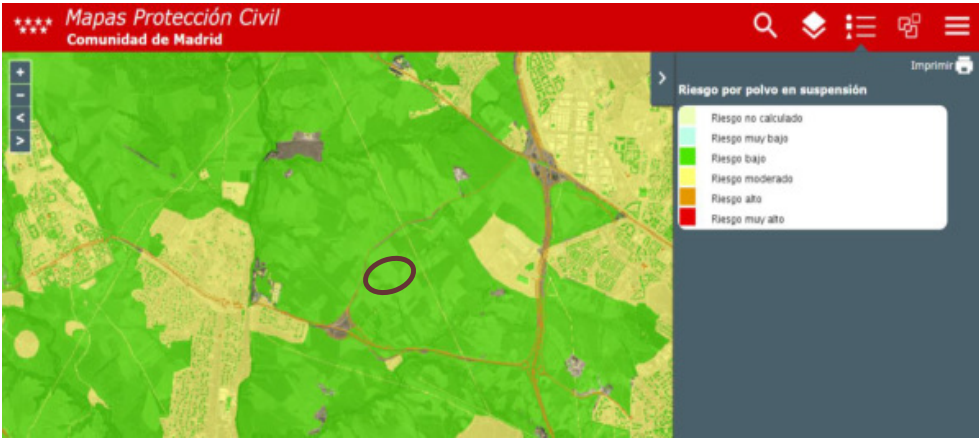 Mapas Protección Civil
Comunidad de Madrid
Imprimir
Riesgo por polvo en suspensión
Riesgo no calculado
Riesgo muy bajo
Riesgo bajo
Riesgo moderado
Riesgo alto
Riesgo muy alto